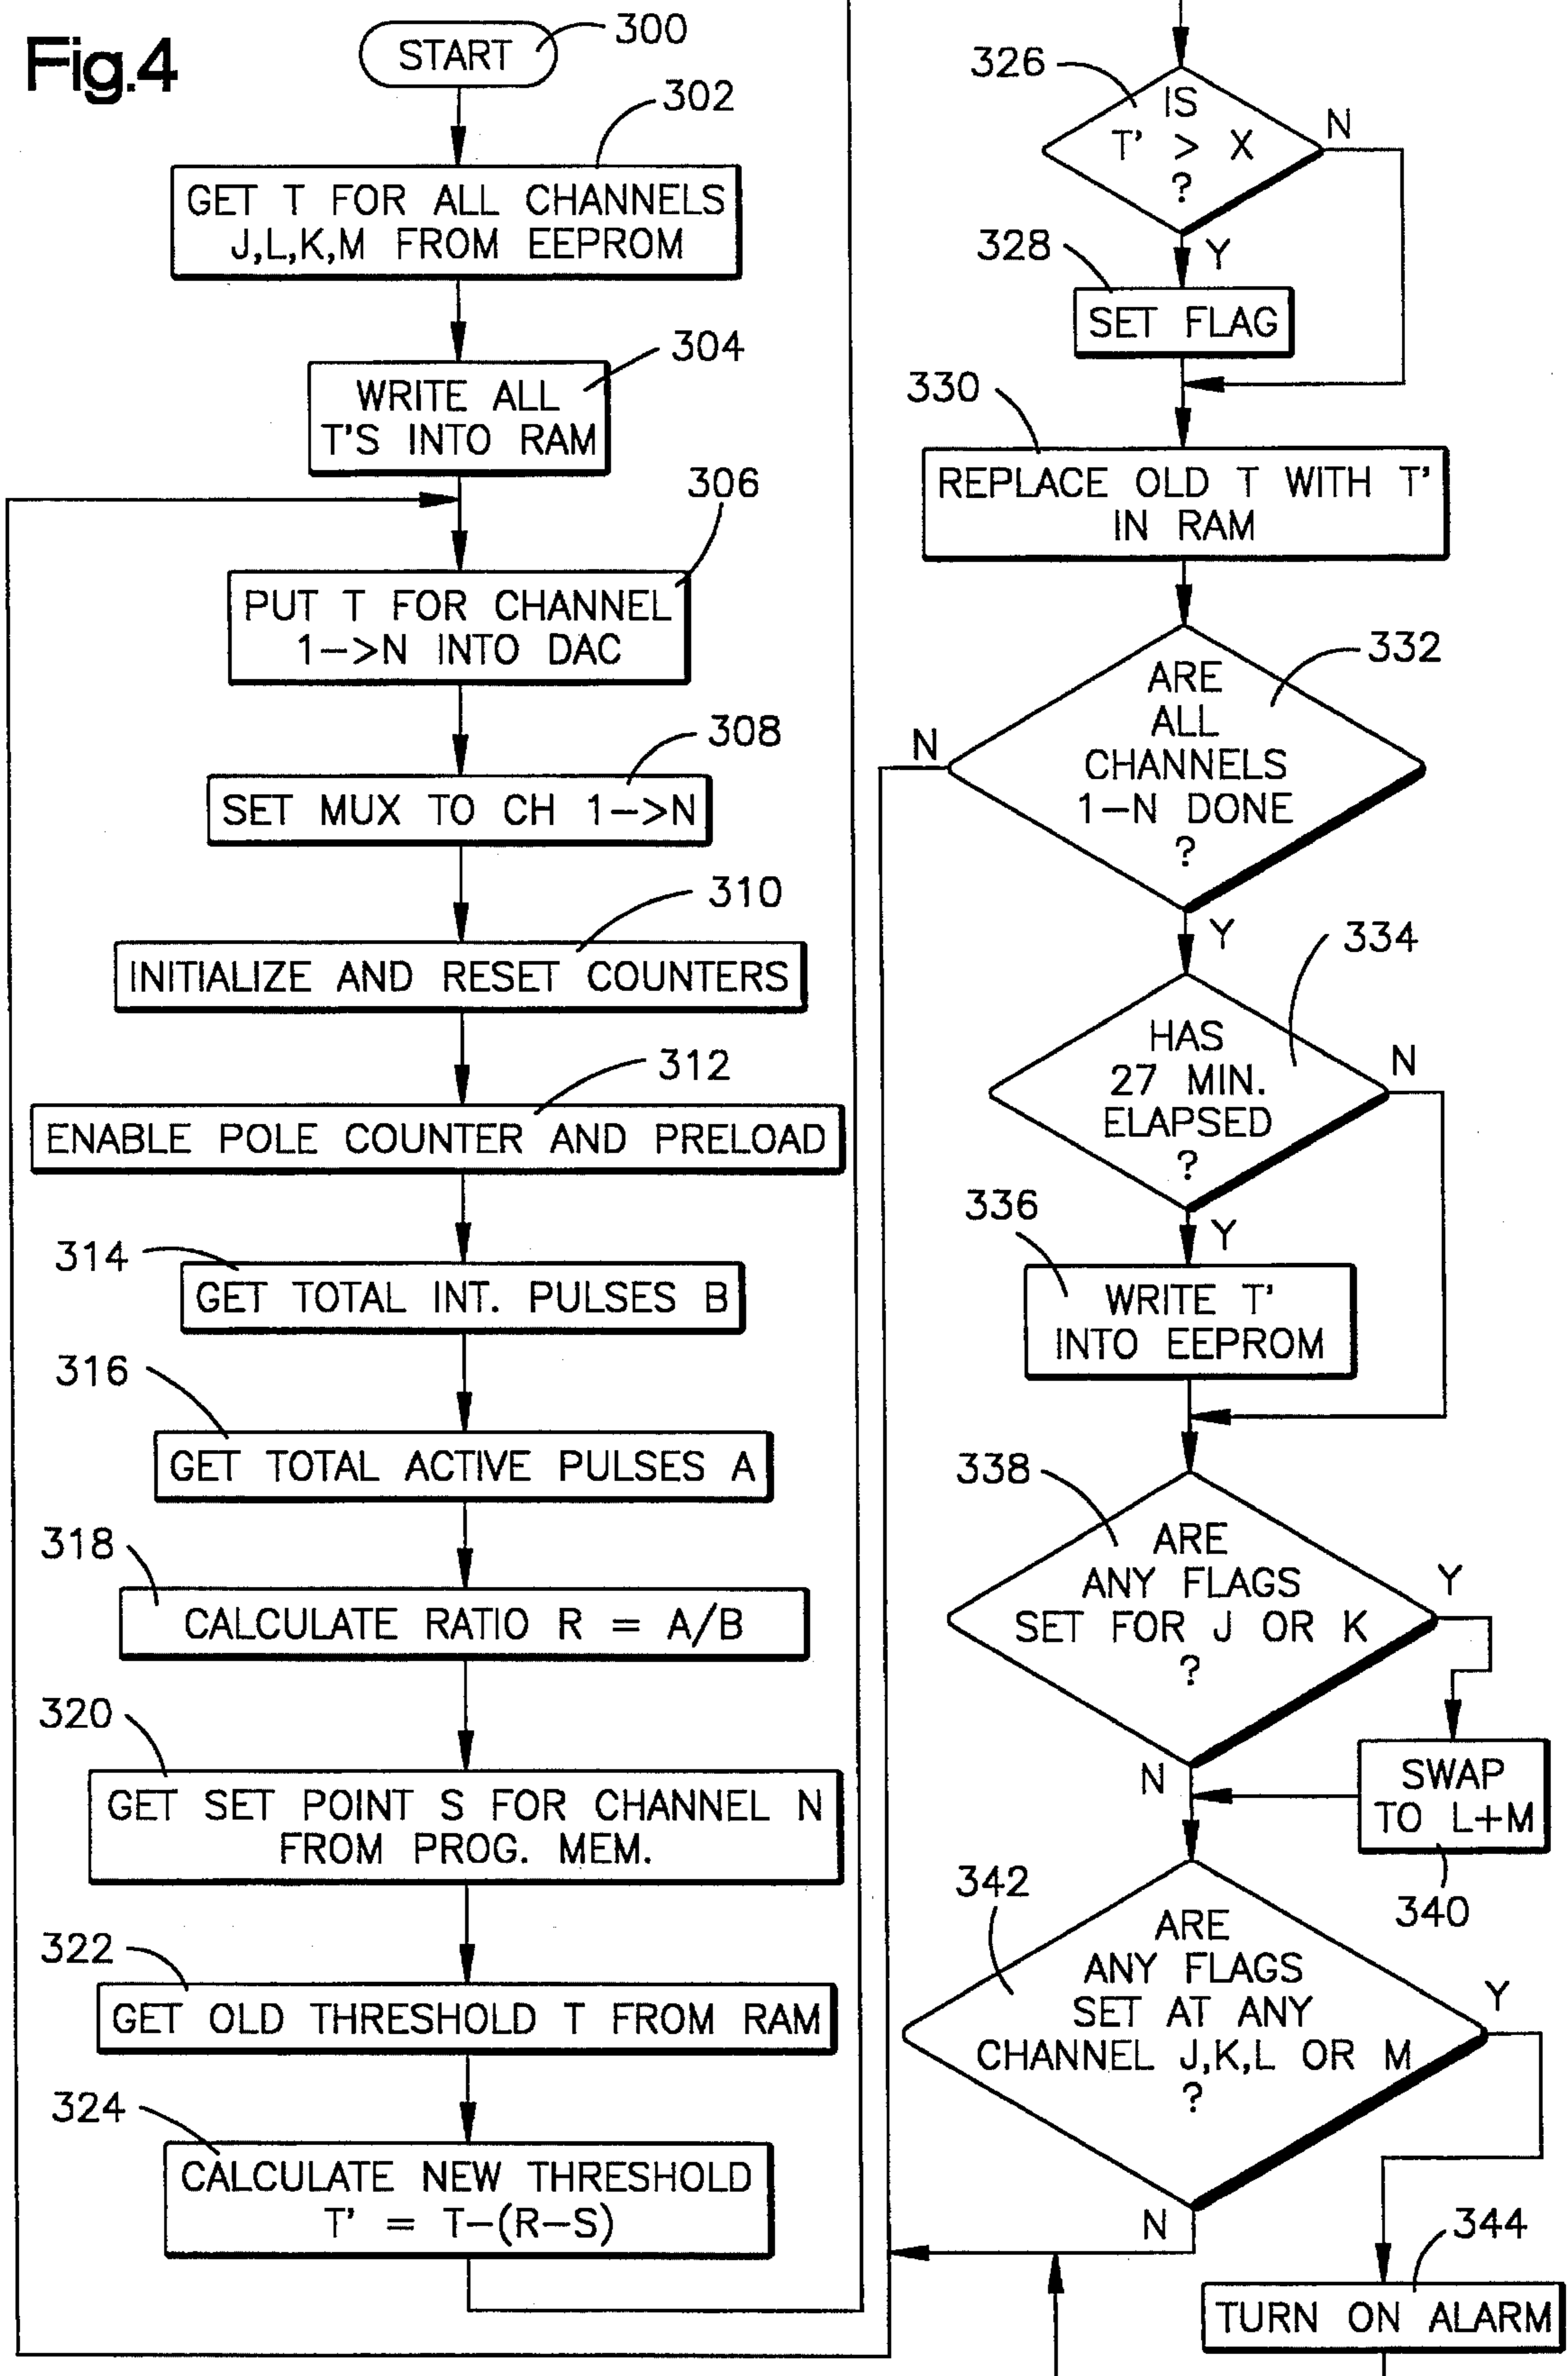 Fig.4
START
300
302
GET T FOR ALL CHANNELS
J,L,K,M FROM EEPROM
304
WRITE ALL
T'S INTO RAM
306
PUT T FOR CHANNEL
1->N INTO DAC
308
SET MUX TO CH 1->N
310
INITIALIZE AND RESET COUNTERS
312
ENABLE POLE COUNTER AND PRELOAD
314
GET TOTAL INT. PULSES B
316
GET TOTAL ACTIVE PULSES A
318
CALCULATE RATIO R = A/B
320
GET SET POINT S FOR CHANNEL N
FROM PROG. MEM.
322
GET OLD THRESHOLD T FROM RAM
324
CALCULATE NEW THRESHOLD
T' = T-(R-S)
326
IS
T' > X
?
N
Y
328
SET FLAG
330
REPLACE OLD T WITH T'
IN RAM
332
ARE
ALL
CHANNELS
1-N DONE
?
N
Y
334
HAS
27 MIN.
ELAPSED
?
N
Y
336
WRITE T'
INTO EEPROM
338
ARE
ANY FLAGS
SET FOR J OR K
?
Y
N
SWAP
TO L+M
340
342
ARE
ANY FLAGS
SET AT ANY
CHANNEL J,K,L OR M
?
Y
N
344
TURN ON ALARM